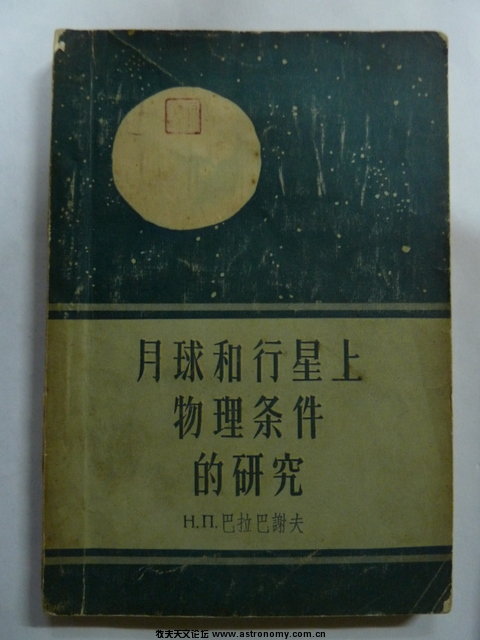 月球和行星上
物理条件
的研究
Н.П.巴拉巴謝夫
牧夫天文论坛 www.astronomy.com.cn